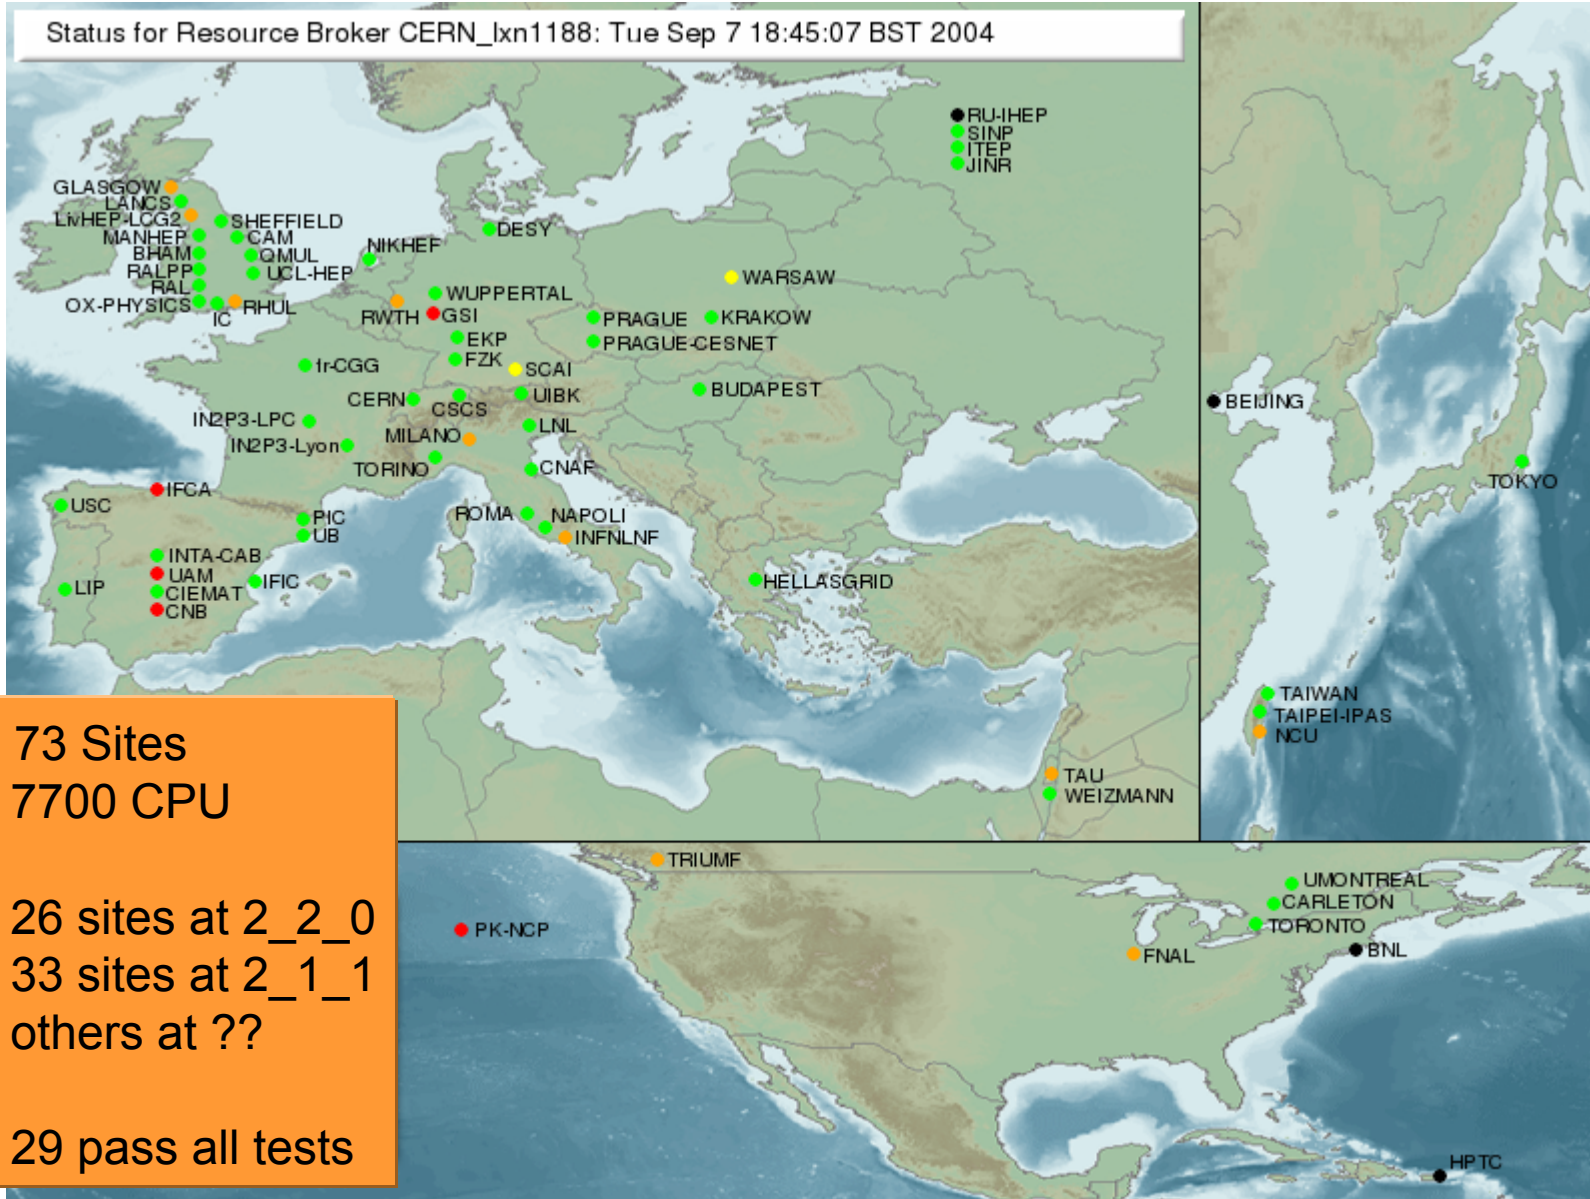 Status for Resource Broker CERN_lxn1188: Tue Sep 7 18:45:07 BST 2004
RU-IHEP
SINP
ITEP
JINR
GLASGOW
LANCS
LivHEP-LCG2
SHEFFIELD
MANHEP
CAM
BHAM
QMUL
RALPP
UCL-HEP
RAL
OX-PHYSICS
IC
RHUL
NIKHEF
DESY
WUPPERTAL
RWTH
GSI
EKP
FZK
SCAI
WARSAW
PRAGUE
KRAKOW
PRAGUE-CESNET
BUDAPEST
fr-CGG
CERN
CSCS
UIBK
IN2P3-LPC
IN2P3-Lyon
MILANO
LNL
TORINO
CNAF
IFCA
USC
PIC
UB
ROMA
NAPOLI
INFNLNF
INTA-CAB
UAM
CIEMAT
CNB
IFIC
LIP
HELLASGRID
TAU
WEIZMANN
BEIJING
TOKYO
TAIWAN
TAIPEI-IPAS
NCU
73 Sites
7700 CPU
26 sites at 2_2_0
33 sites at 2_1_1
others at ??
29 pass all tests
TRIUMF
PK-NCP
UMONTREAL
CARLETON
TORONTO
FNAL
BNL
HPTC